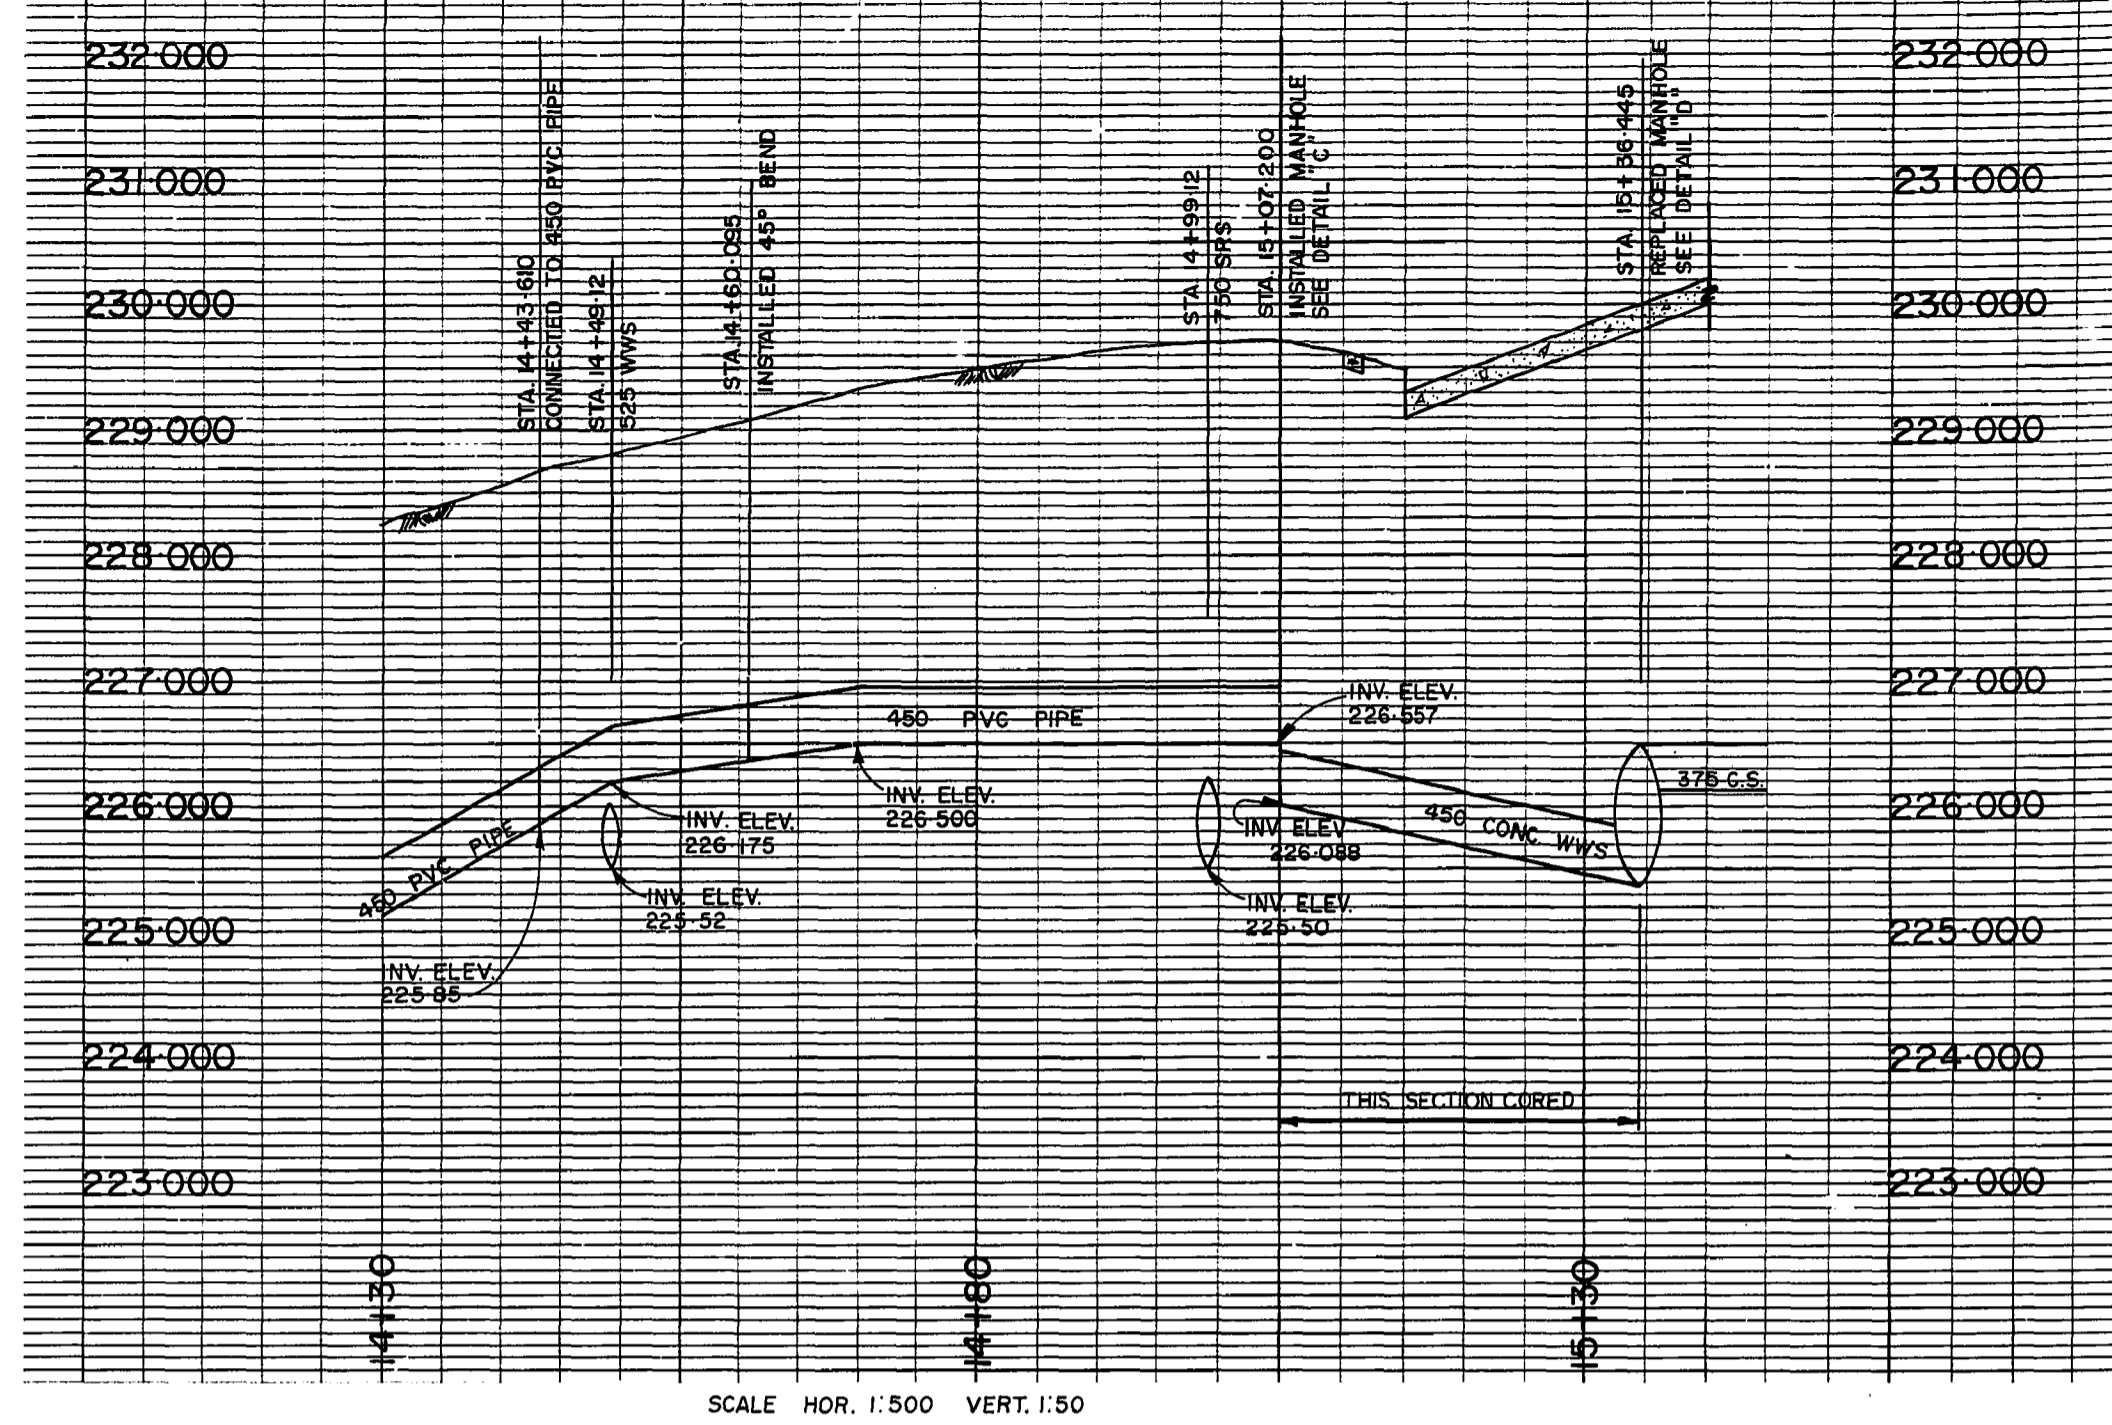 232.000
232.000
STA. 14+43.610
CONNECTED TO 450 PVC PIPE
STA. 14+49.12
525 WWS
STA. 14+60.095
INSTALLED 45° BEND
STA 14+99.12
750 SRS
STA. 15+07.200
INSTALLED MANHOLE
SEE DETAIL "C"
STA. 15+36.445
REPLACED MANHOLE
SEE DETAIL "D"
231.000
231.000
230.000
230.000
229.000
229.000
228.000
228.000
227.000
227.000
450 PVC PIPE
INV. ELEV.
226.557
375 C.S.
226.000
226.000
INV. ELEV.
226.500
INV. ELEV.
226.175
450 CONC. WWS
INV. ELEV
226.088
450 PVC PIPE
INV. ELEV.
225.52
INV. ELEV.
225.50
225.000
225.000
INV. ELEV.
225.85
224.000
224.000
THIS SECTION CORED
223.000
223.000
14+30
14+80
15+30
SCALE HOR. 1:500 VERT. 1:50